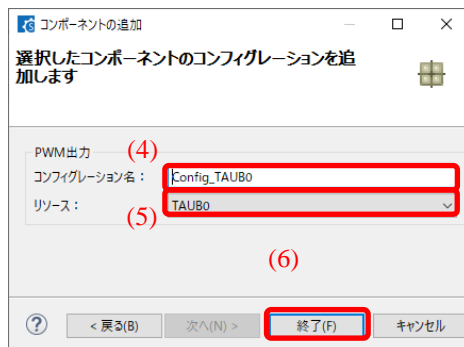 コンポーネントの追加
選択したコンポーネントのコンフィグレーションを追
加します
PWM出力
(4)
コンフィグレーション名：
Config_TAUB0
リソース：
TAUB0
(5)
(6)
?
< 戻る(B)
次へ(N) >
終了(F)
キャンセル